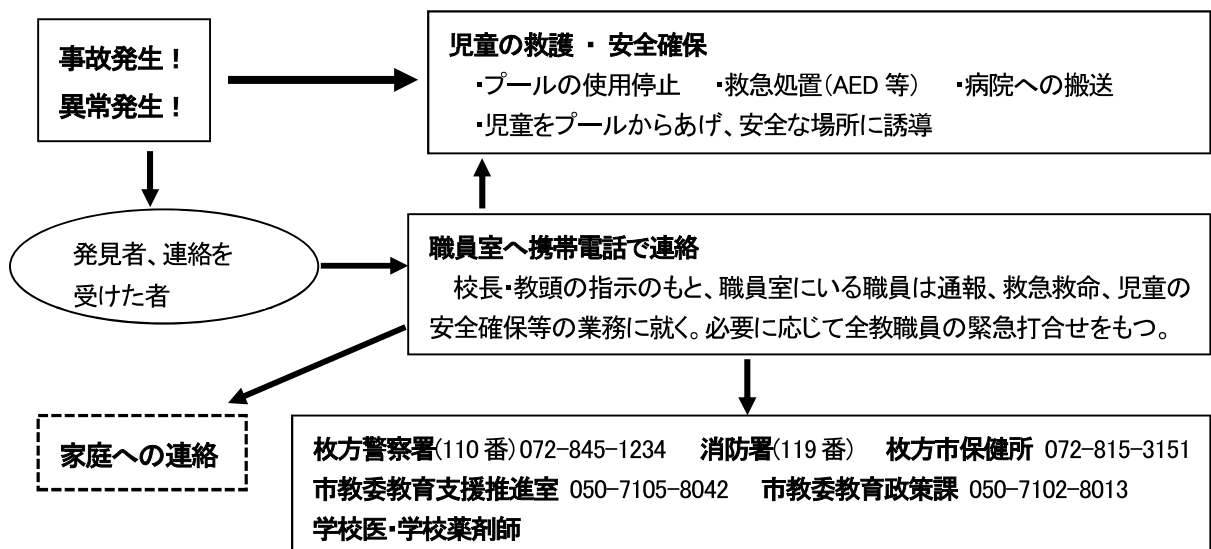 事故発生！
異常発生！
児童の救護 ・ 安全確保
・プールの使用停止　・救急処置（AED 等）　・病院への搬送
・児童をプールからあげ、安全な場所に誘導
発見者、連絡を
受けた者
職員室へ携帯電話で連絡
校長・教頭の指示のもと、職員室にいる職員は通報、救急救命、児童の
安全確保等の業務に就く。必要に応じて全教職員の緊急打合せをもつ。
家庭への連絡
枚方警察署(110 番)072-845-1234　消防署(119 番)　枚方市保健所 072-815-3151
市教委教育支援推進室 050-7105-8042　市教委教育政策課 050-7102-8013
学校医・学校薬剤師